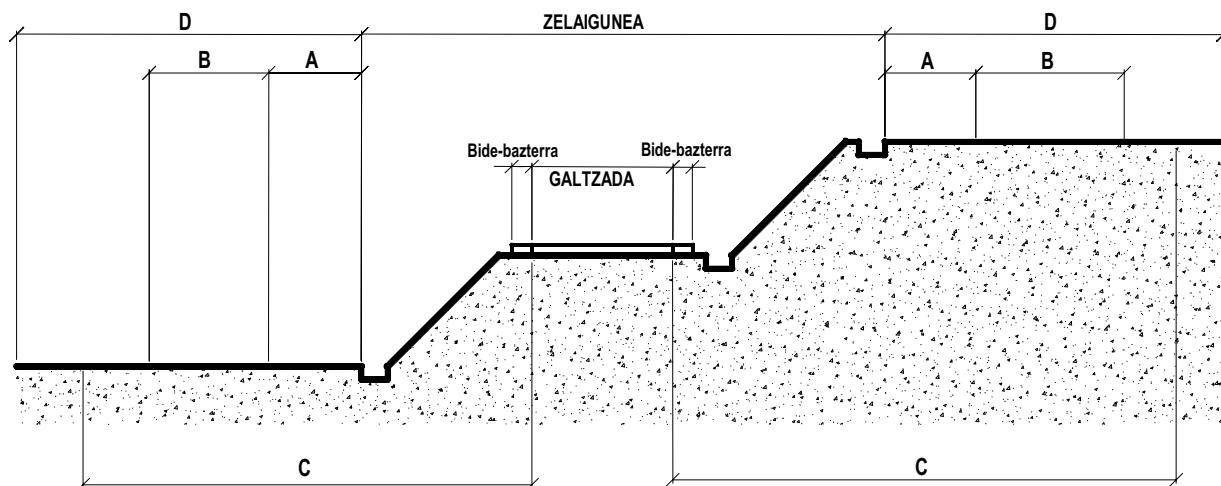 D ZELAIGUNEA D
B A A B
Bide-bazterra Bide-bazterra
GALTZADA
C C